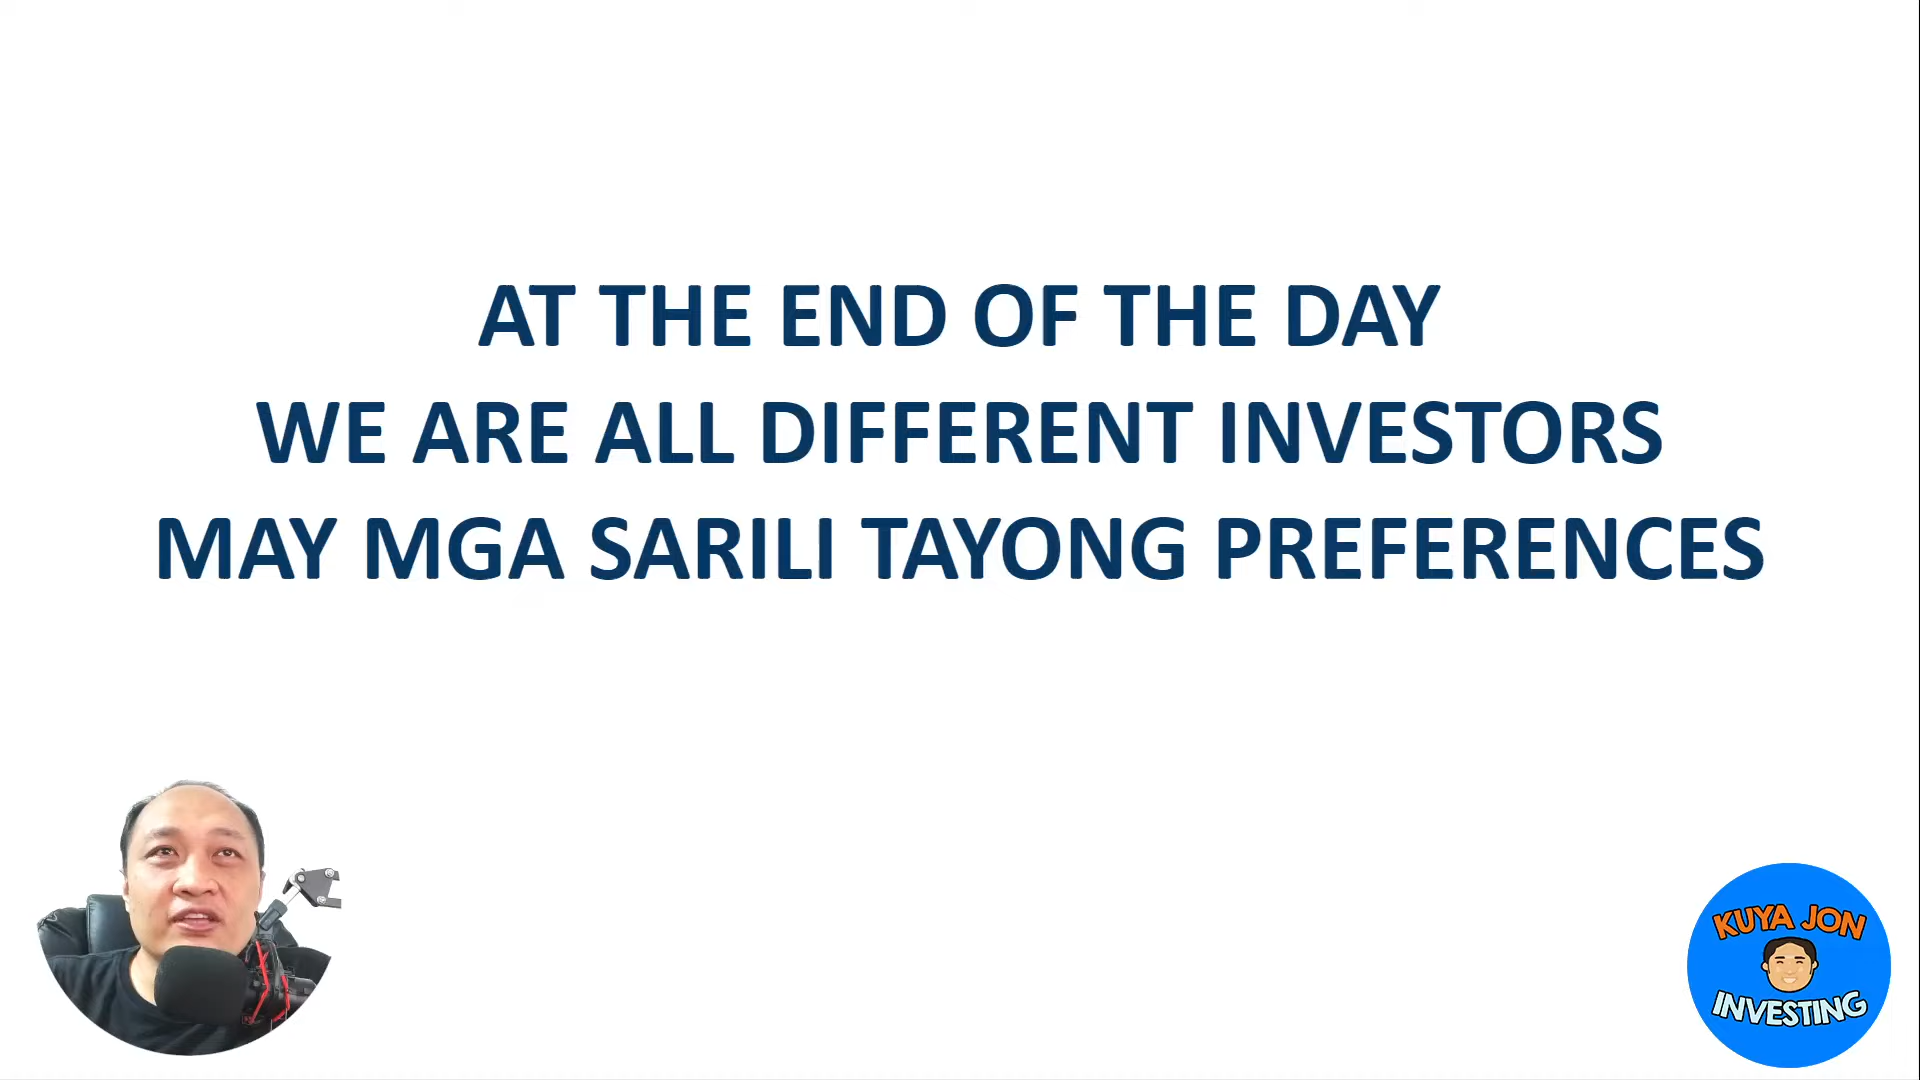 AT THE END OF THE DAY
WE ARE ALL DIFFERENT INVESTORS
MAY MGA SARILI TAYONG PREFERENCES
KUYA JON
INVESTING